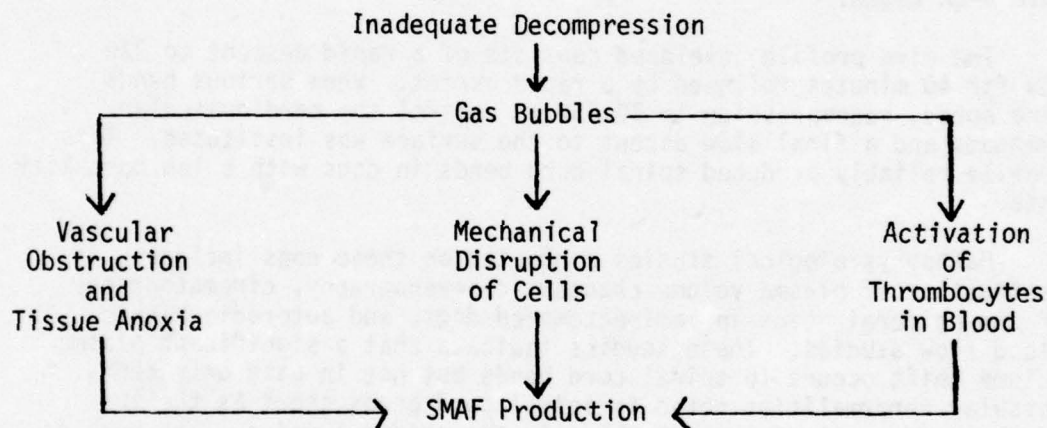 Inadequate Decompression
Gas Bubbles
Vascular
Obstruction
and
Tissue Anoxia
Mechanical
Disruption
of Cells
Activation
of
Thrombocytes
in Blood
SMAF Production